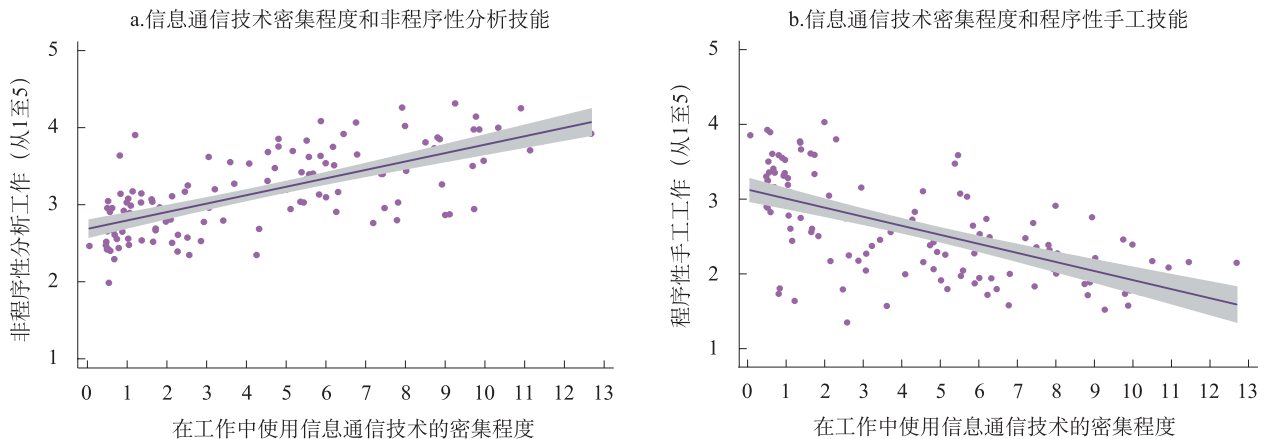 a.信息通信技术密集程度和非程序性分析技能
5
4
3
2
1
非程序性分析工作（从1至5）
0 1 2 3 4 5 6 7 8 9 10 11 12 13
在工作中使用信息通信技术的密集程度
b.信息通信技术密集程度和程序性手工技能
5
4
3
2
1
程序性手工工作（从1至5）
0 1 2 3 4 5 6 7 8 9 10 11 12 13
在工作中使用信息通信技术的密集程度